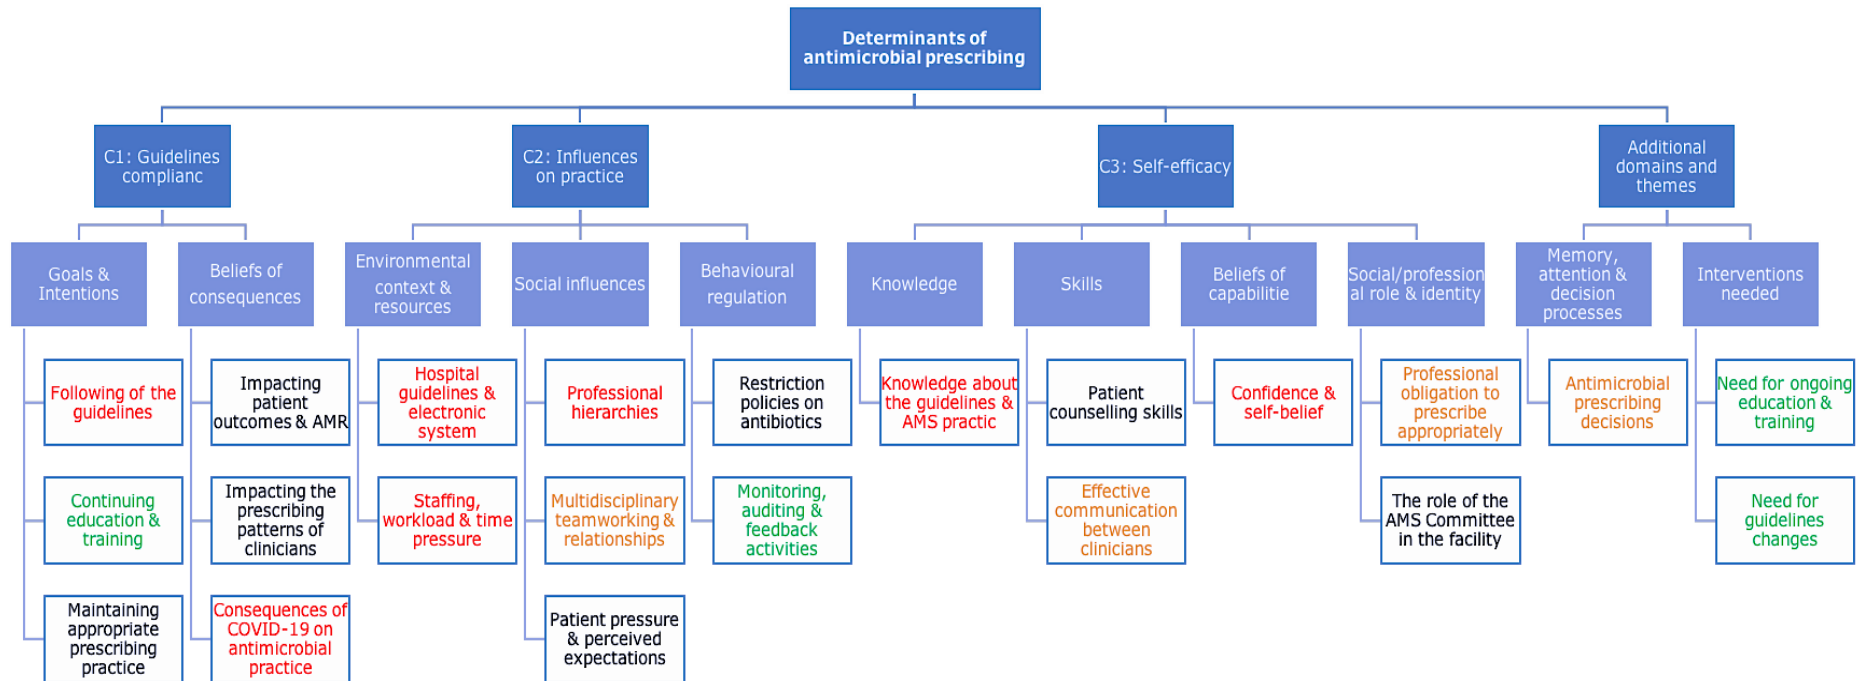 Determinants of
antimicrobial prescribing
C1: Guidelines
complianc
C2: Influences
on practice
C3: Self-efficacy
Additional
domains and
themes
Goals &
Intentions
Beliefs of
consequences
Environmental
context &
resources
Social influences
Behavioural
regulation
Knowledge
Skills
Beliefs of
capabilitie
Social/profession
al role & identity
Memory,
attention &
decision
processes
Interventions
needed
Following of the
guidelines
Impacting
patient
outcomes & AMR
Hospital
guidelines &
electronic
system
Professional
hierarchies
Restriction
policies on
antibiotics
Knowledge about
the guidelines &
AMS practic
Patient
counselling skills
Confidence &
self-belief
Professional
obligation to
prescribe
appropriately
Antimicrobial
prescribing
decisions
Need for ongoing
education &
training
Continuing
education &
training
Impacting the
prescribing
patterns of
clinicians
Staffing,
workload & time
pressure
Multidisciplinary
teamworking &
relationships
Monitoring,
auditing &
feedback
activities
Effective
communication
between
clinicians
The role of the
AMS Committee
in the facility
Need for
guidelines
changes
Maintaining
appropriate
prescribing
practice
Consequences of
COVID-19 on
antimicrobial
practice
Patient pressure
& perceived
expectations